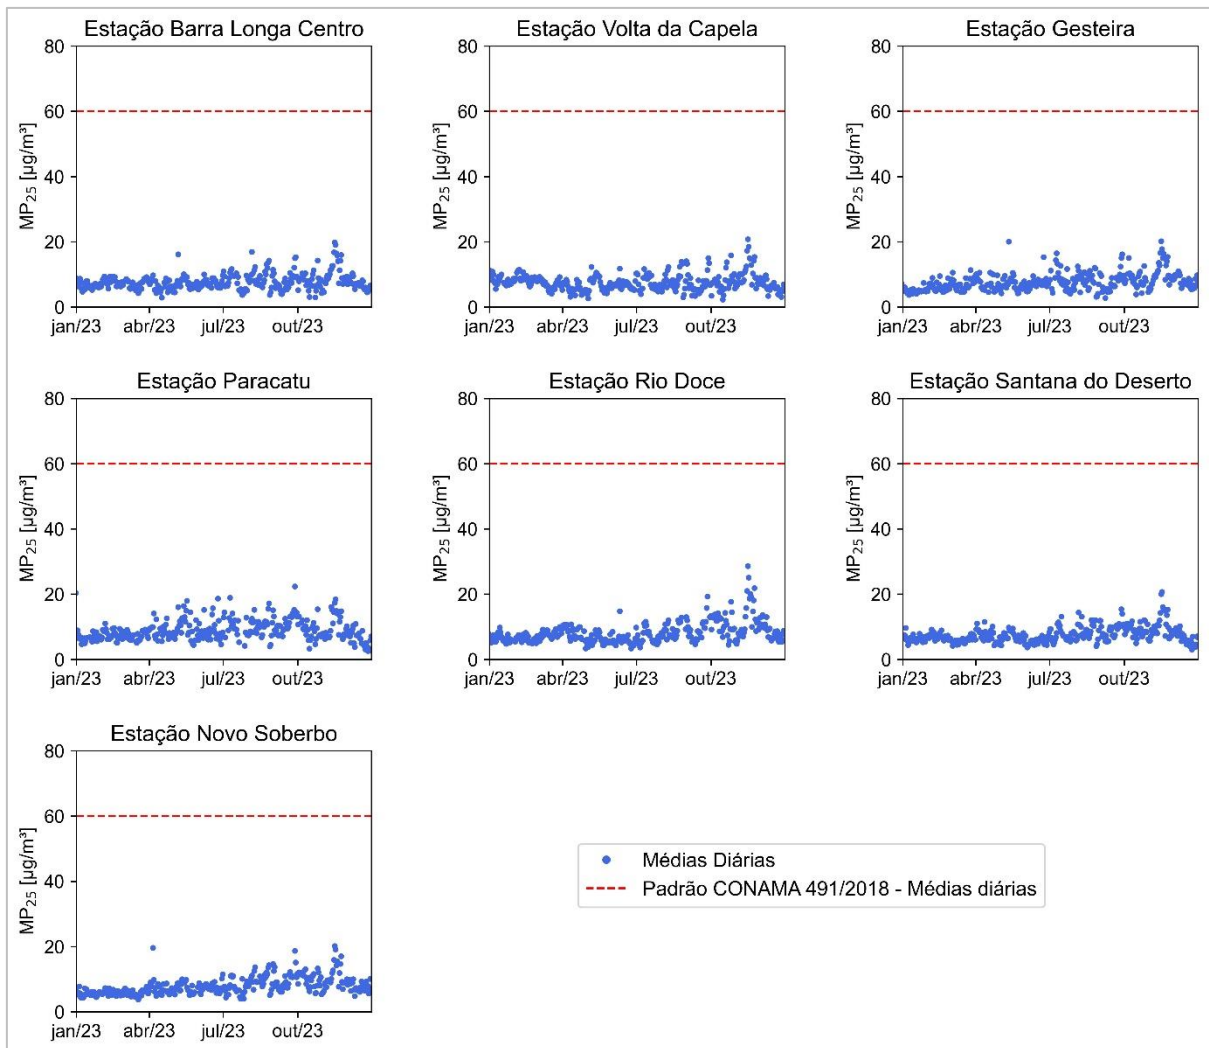 Estação Barra Longa Centro
80
60
40
20
0
MP₂₅ [µg/m³]
jan/23 abr/23 jul/23 out/23
Estação Volta da Capela
80
60
40
20
0
MP₂₅ [µg/m³]
jan/23 abr/23 jul/23 out/23
Estação Gesteira
80
60
40
20
0
MP₂₅ [µg/m³]
jan/23 abr/23 jul/23 out/23
Estação Paracatu
80
60
40
20
0
MP₂₅ [µg/m³]
jan/23 abr/23 jul/23 out/23
Estação Rio Doce
80
60
40
20
0
MP₂₅ [µg/m³]
jan/23 abr/23 jul/23 out/23
Estação Santana do Deserto
80
60
40
20
0
MP₂₅ [µg/m³]
jan/23 abr/23 jul/23 out/23
Estação Novo Soberbo
80
60
40
20
0
MP₂₅ [µg/m³]
jan/23 abr/23 jul/23 out/23
Médias Diárias
Padrão CONAMA 491/2018 - Médias diárias